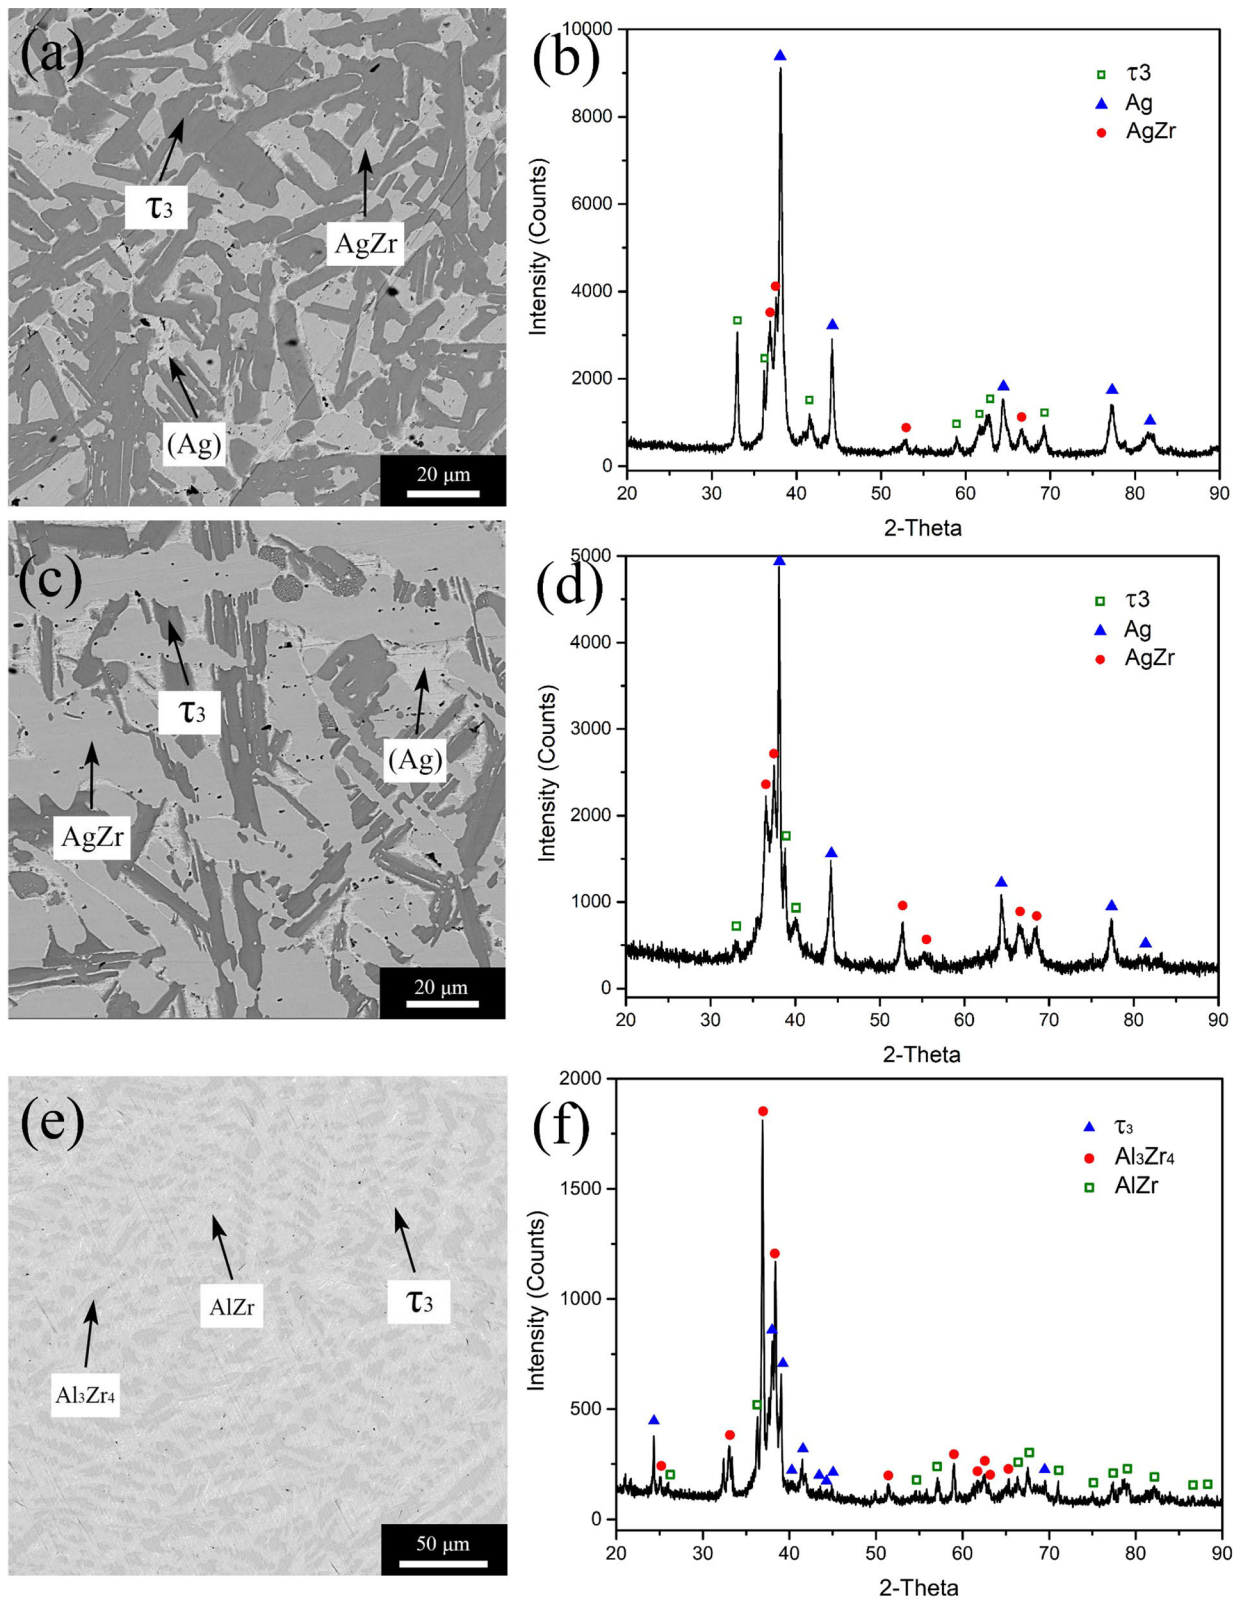 (a)
τ3
AgZr
(Ag)
20 μm
(b)
Intensity (Counts)
10000
8000
6000
4000
2000
0
τ3
Ag
AgZr
20 30 40 50 60 70 80 90
2-Theta
(c)
τ3
(Ag)
AgZr
20 μm
(d)
Intensity (Counts)
5000
4000
3000
2000
1000
0
τ3
Ag
AgZr
20 30 40 50 60 70 80 90
2-Theta
(e)
AlZr
τ3
Al3Zr4
50 μm
(f)
Intensity (Counts)
2000
1500
1000
500
0
τ3
Al3Zr4
AlZr
20 30 40 50 60 70 80 90
2-Theta